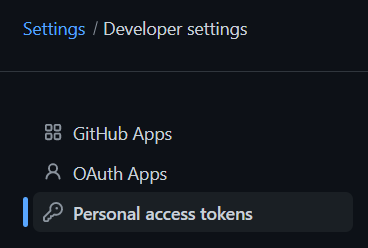 Settings / Developer settings
GitHub Apps
OAuth Apps
Personal access tokens